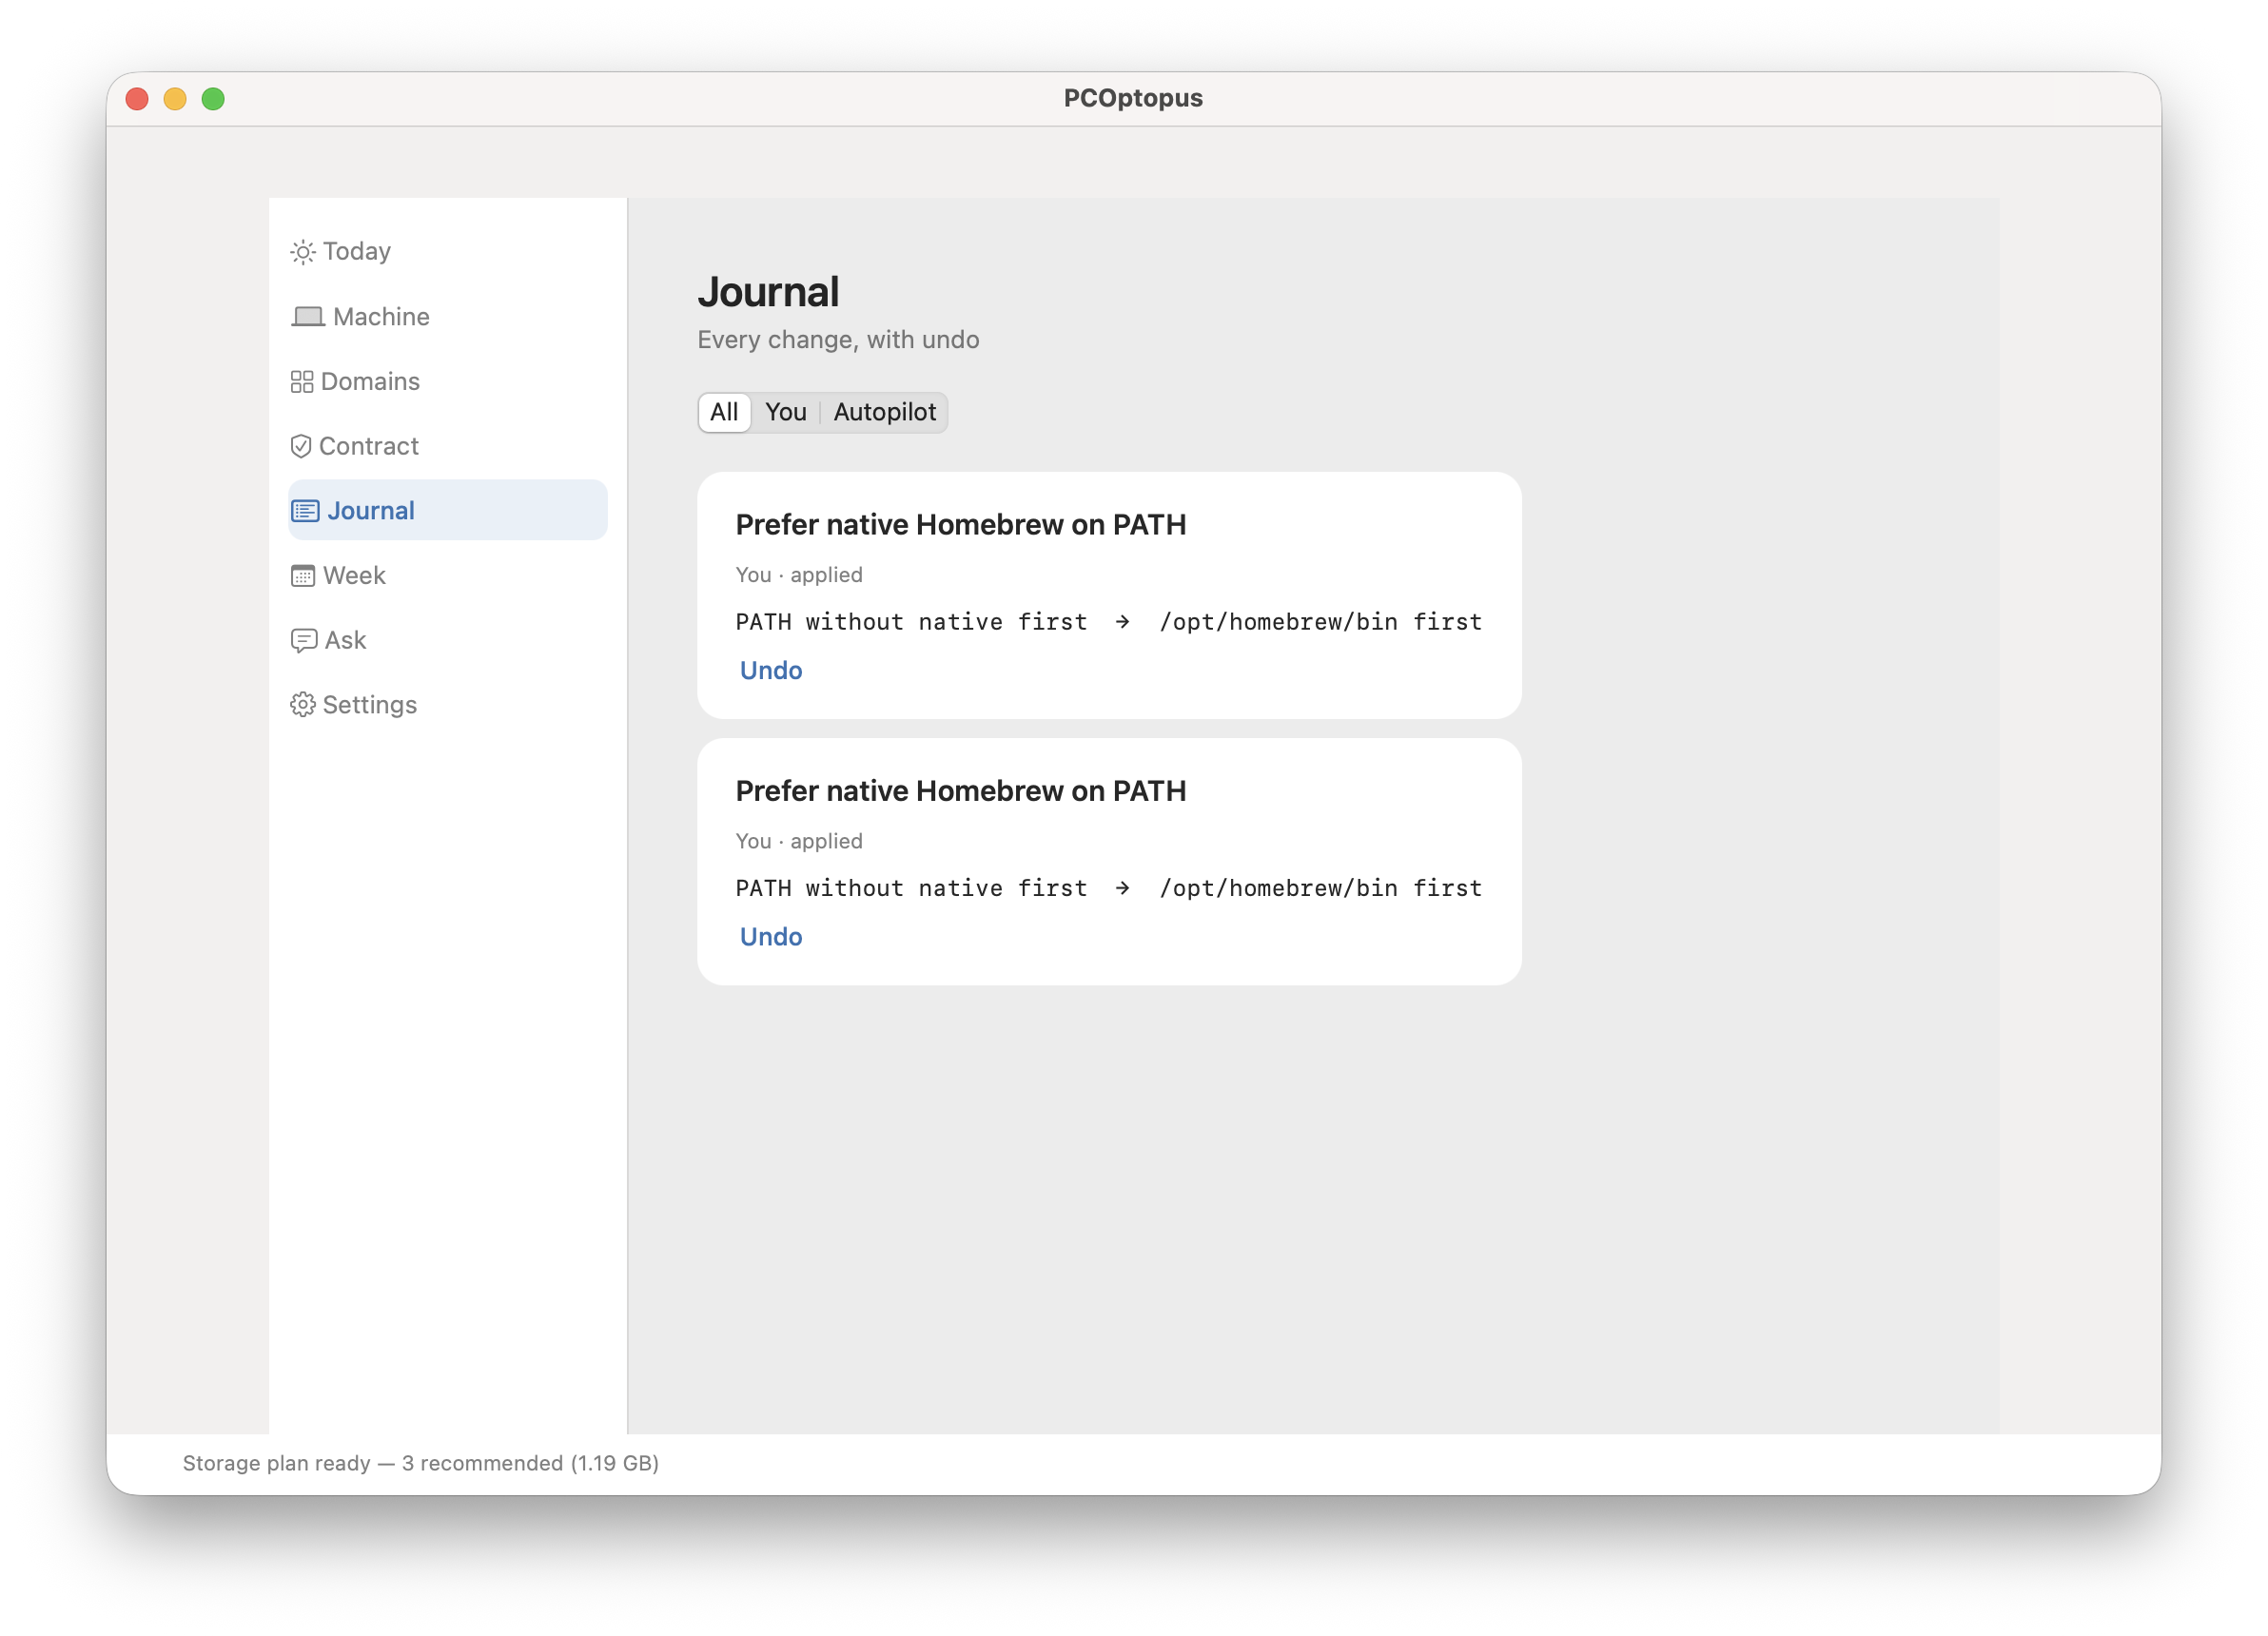 PCOptopus
Today
Machine
Domains
Contract
Journal
Week
Ask
Settings
Journal
Every change, with undo
All
You
Autopilot
Prefer native Homebrew on PATH
You · applied
PATH without native first → /opt/homebrew/bin first
Undo
Prefer native Homebrew on PATH
You · applied
PATH without native first → /opt/homebrew/bin first
Undo
Storage plan ready — 3 recommended (1.19 GB)